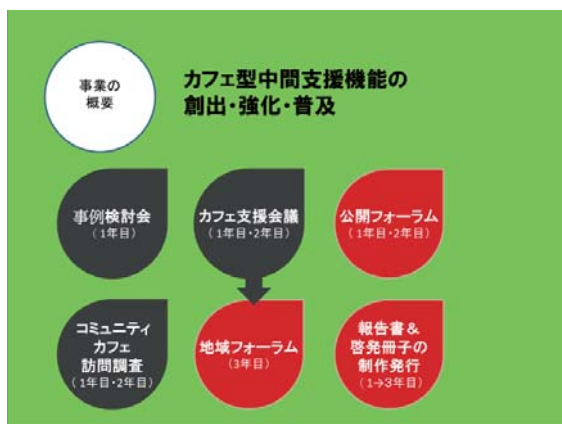 事業の
概要
カフェ型中間支援機能の
創出・強化・普及
事例検討会
（1年目）
カフェ支援会議
（1年目・2年目）
公開フォーラム
（1年目・2年目）
コミュニティ
カフェ
訪問調査
（1年目・2年目）
地域フォーラム
（3年目）
報告書＆
啓発冊子の
制作発行
（1→3年目）